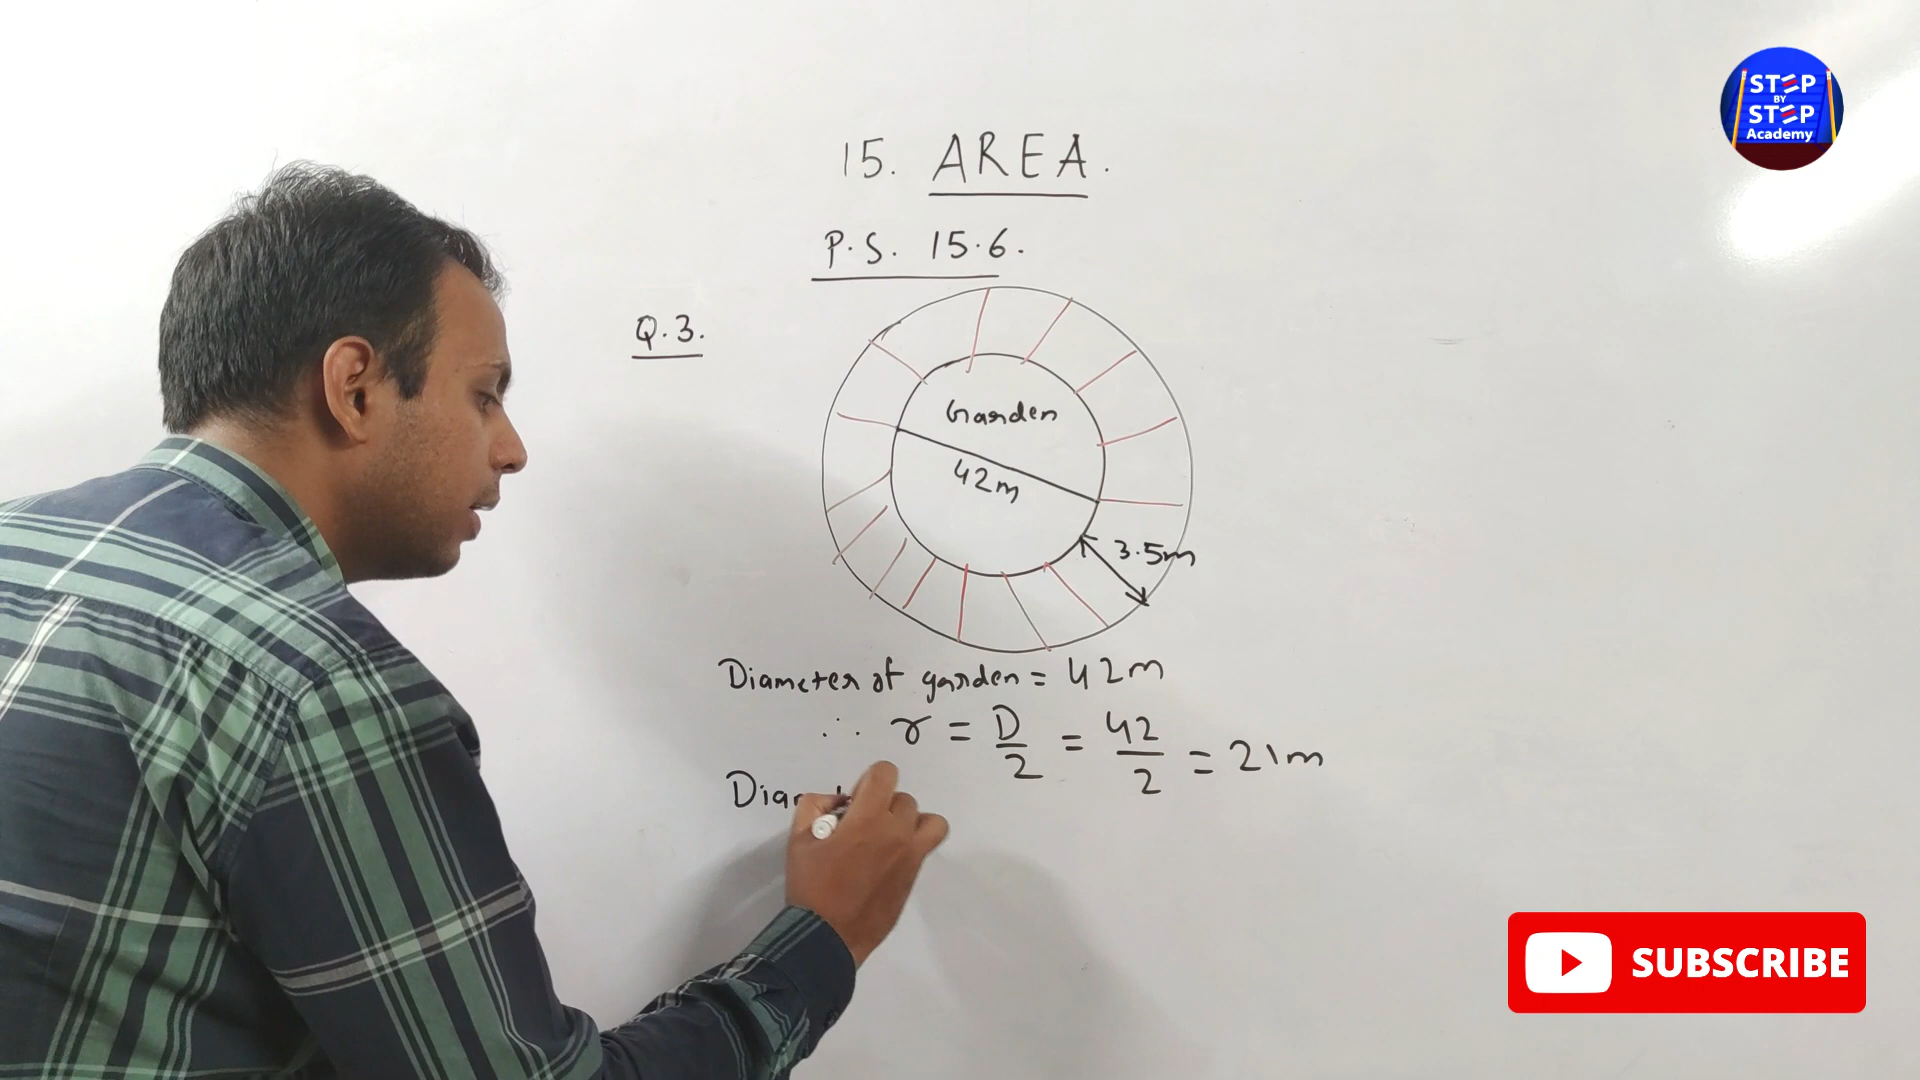 STEP
BY
STEP
Academy
15. AREA.
P.S. 15.6.
Q.3.
Garden
42m
3.5m
Diameter of garden = 42m
∴ r = D/2 = 42/2 = 21m
SUBSCRIBE